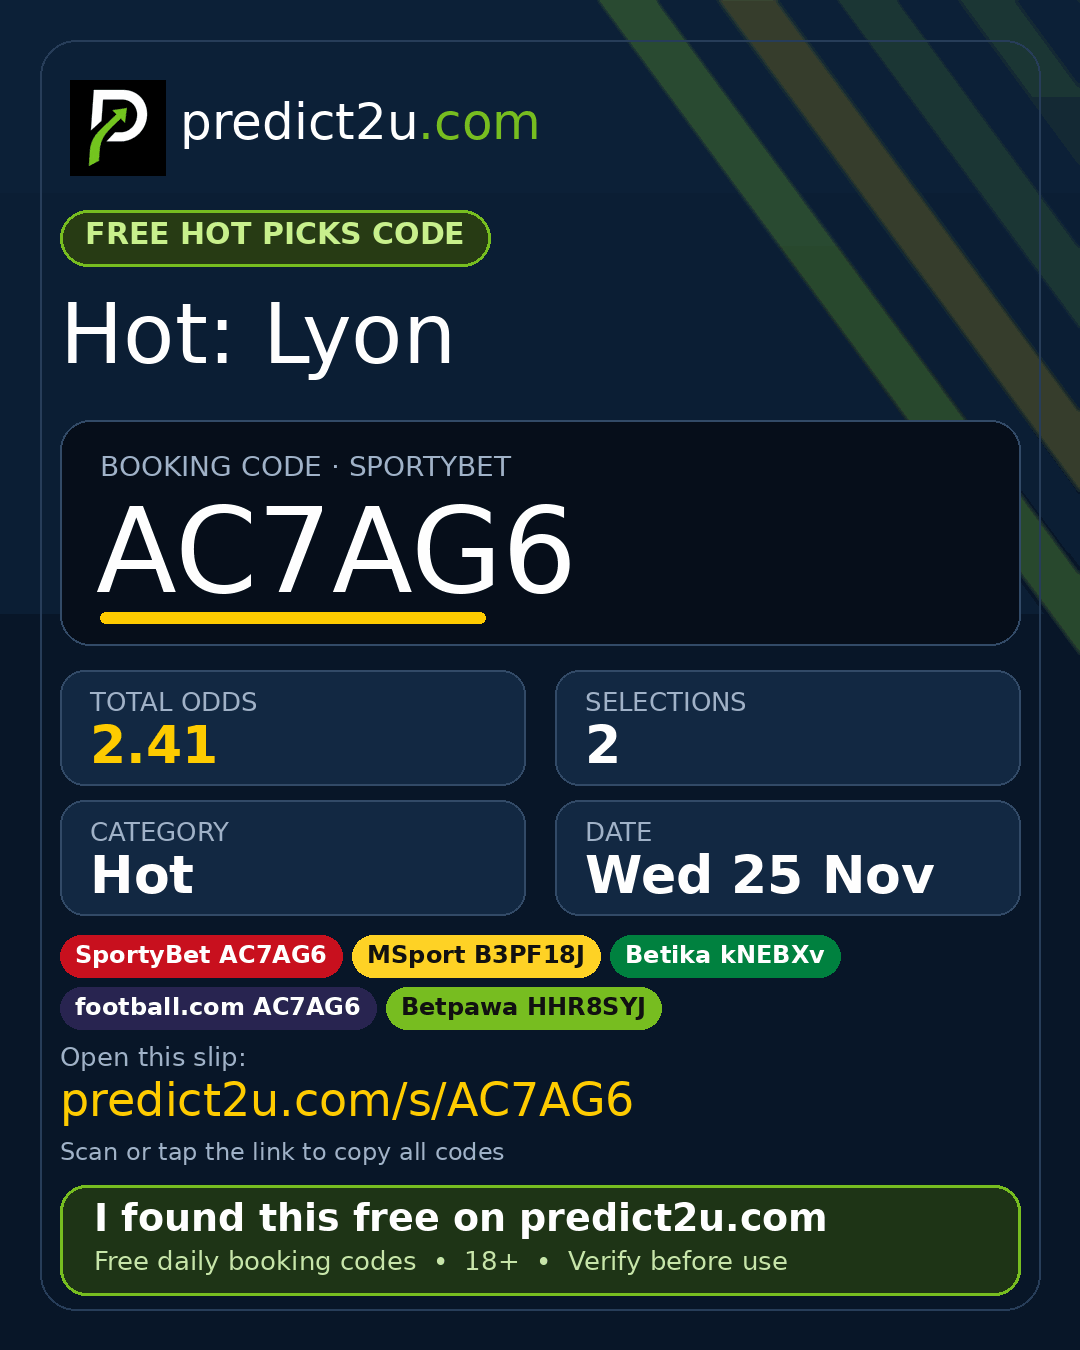 predict2u.com
FREE HOT PICKS CODE
Hot: Lyon
BOOKING CODE · SPORTYBET
AC7AG6
TOTAL ODDS
2.41
SELECTIONS
2
CATEGORY
Hot
DATE
Wed 25 Nov
SportyBet AC7AG6
MSport B3PF18J
Betika kNEBXv
football.com AC7AG6
Betpawa HHR8SYJ
Open this slip:
predict2u.com/s/AC7AG6
Scan or tap the link to copy all codes
I found this free on predict2u.com
Free daily booking codes • 18+ • Verify before use